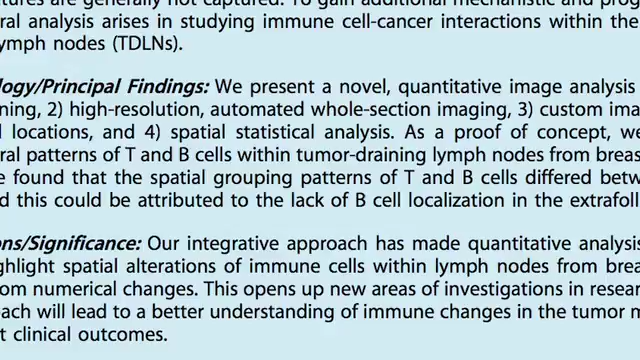 tures are generally not captured. To gain additional mechanistic and prog
ral analysis arises in studying immune cell-cancer interactions within the
ymph nodes (TDLNs).
logy/Principal Findings: We present a novel, quantitative image analysis
ning, 2) high-resolution, automated whole-section imaging, 3) custom ima
d locations, and 4) spatial statistical analysis. As a proof of concept, we
ral patterns of T and B cells within tumor-draining lymph nodes from breas
e found that the spatial grouping patterns of T and B cells differed betw
d this could be attributed to the lack of B cell localization in the extrafoll
ons/Significance: Our integrative approach has made quantitative analysis
ghlight spatial alterations of immune cells within lymph nodes from brea
om numerical changes. This opens up new areas of investigations in resear
ach will lead to a better understanding of immune changes in the tumor m
t clinical outcomes.